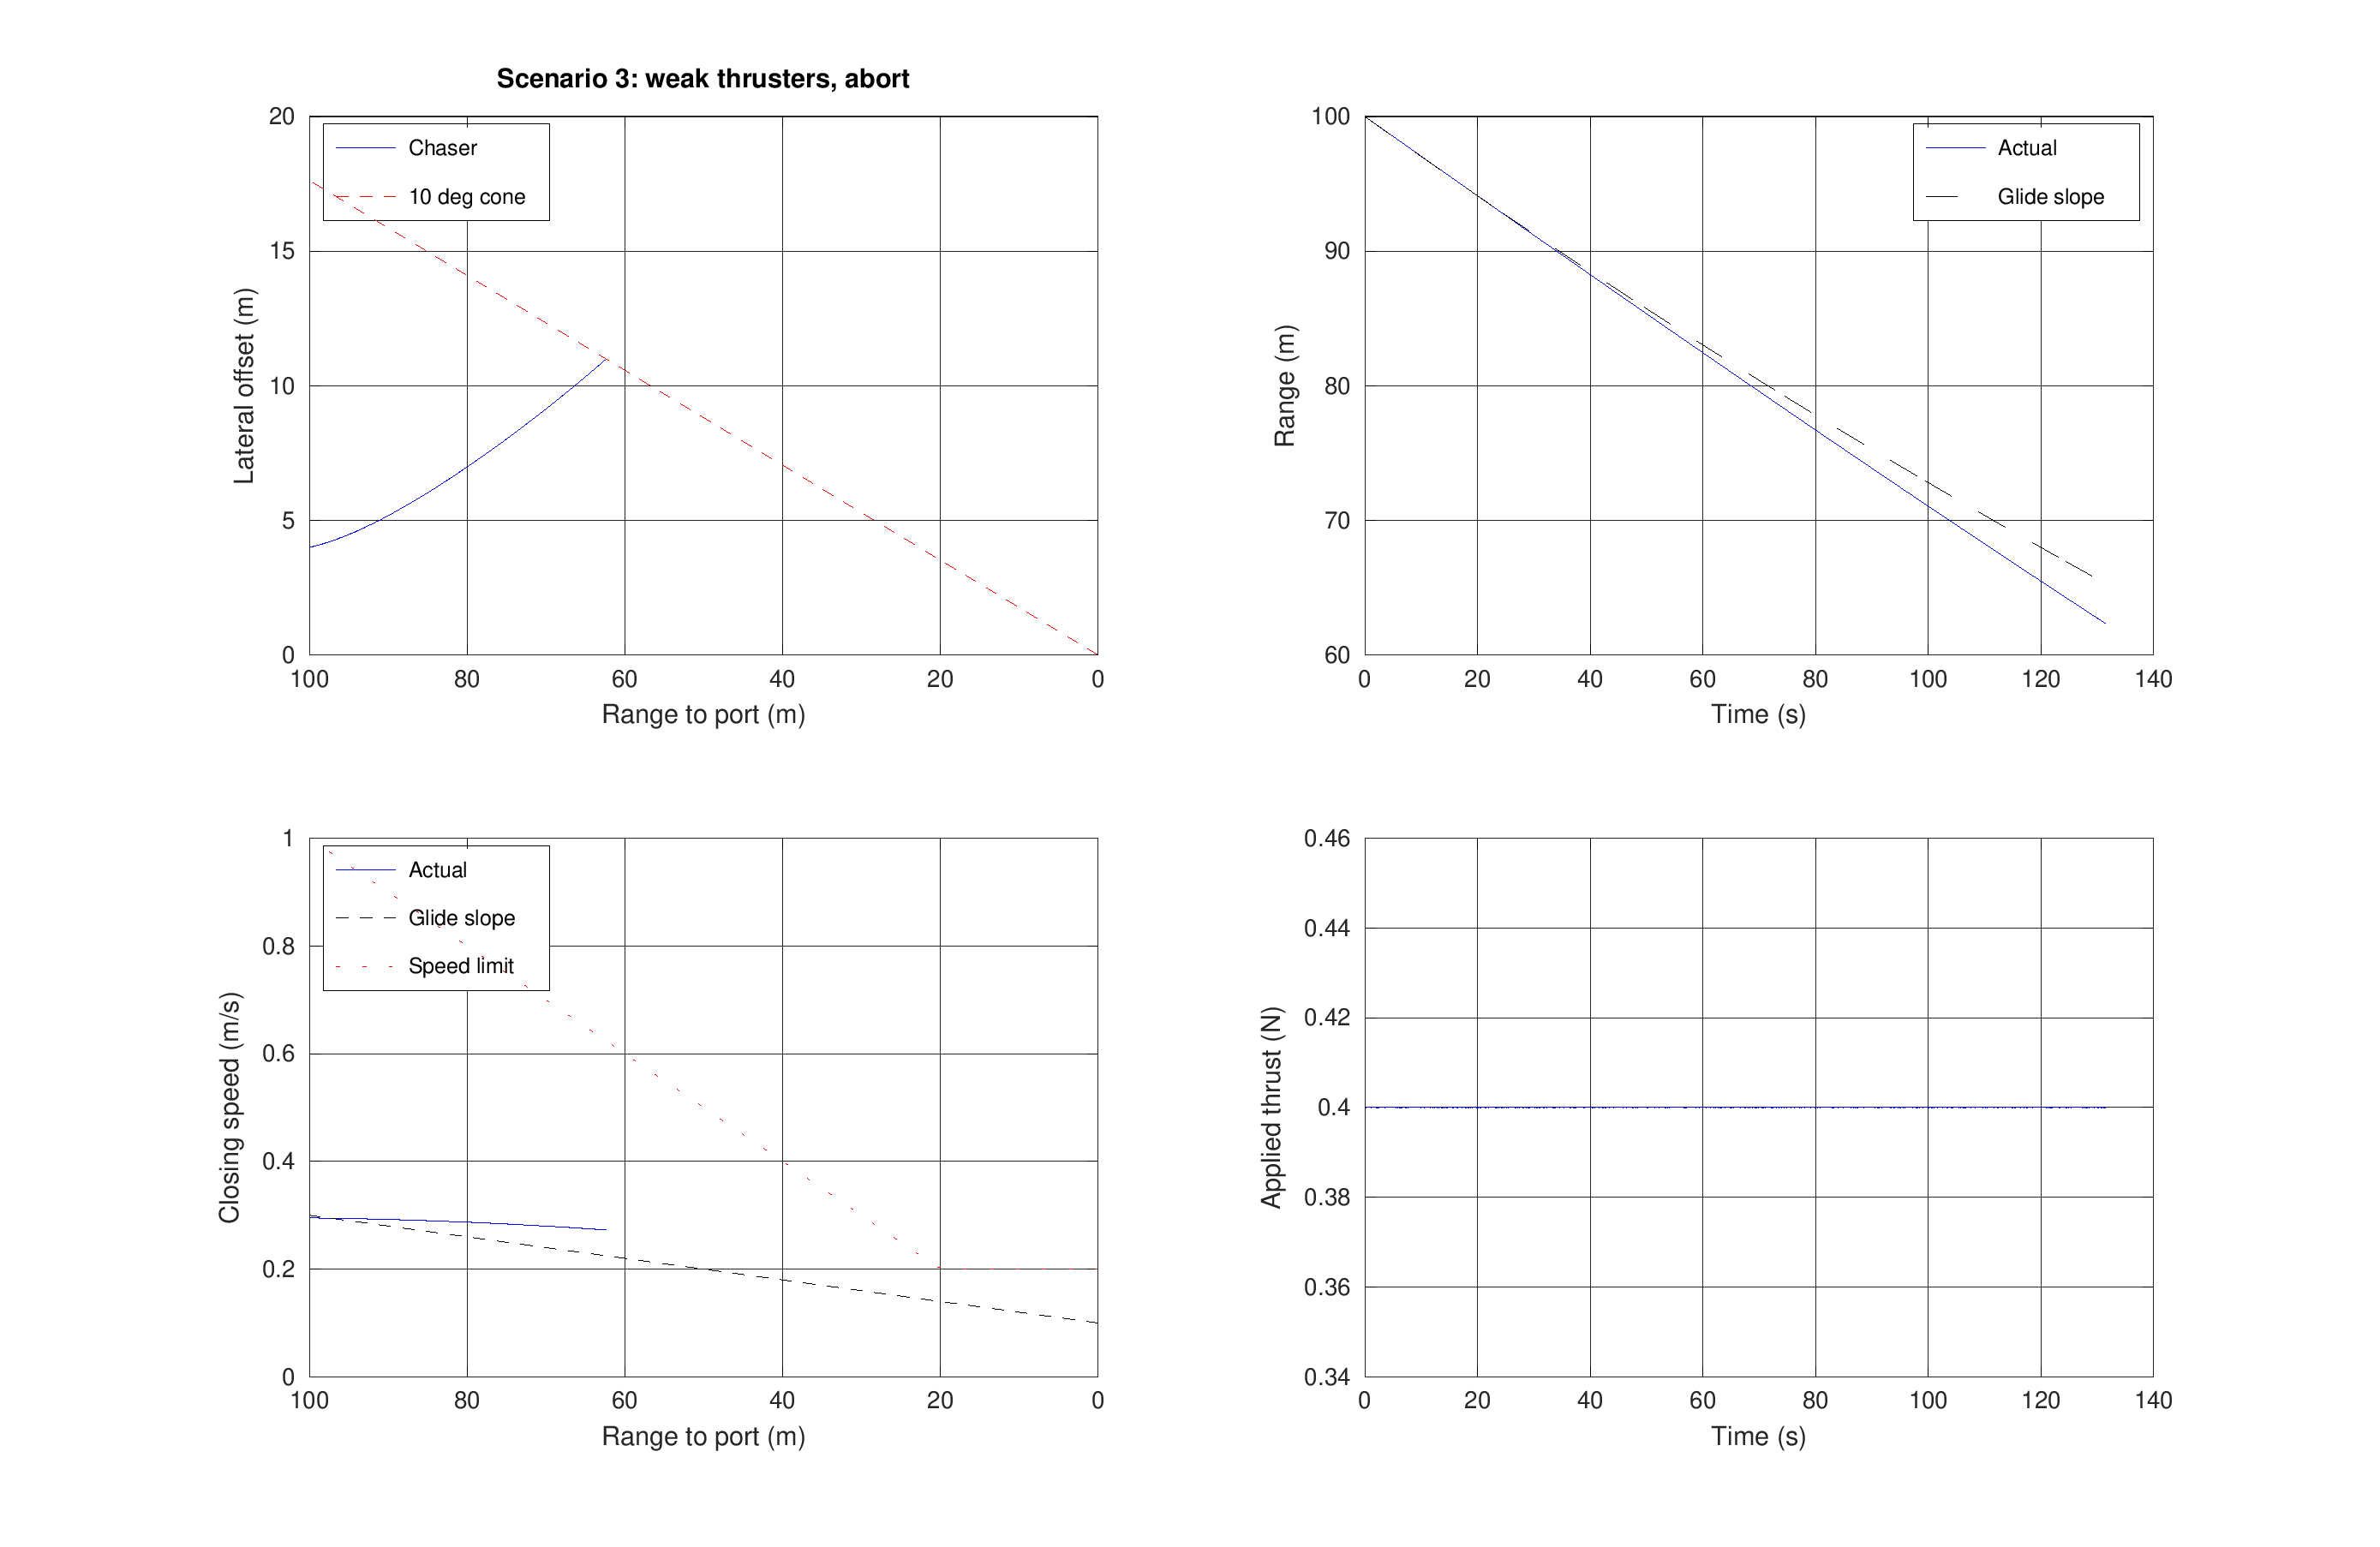 Scenario 3: weak thrusters, abort
20
15
10
5
0
100 80 60 40 20 0
Lateral offset (m)
Range to port (m)
Chaser
10 deg cone
100
90
80
70
60
0 20 40 60 80 100 120 140
Range (m)
Time (s)
Actual
Glide slope
1
0.8
0.6
0.4
0.2
0
100 80 60 40 20 0
Closing speed (m/s)
Range to port (m)
Actual
Glide slope
Speed limit
0.46
0.44
0.42
0.4
0.38
0.36
0.34
0 20 40 60 80 100 120 140
Applied thrust (N)
Time (s)